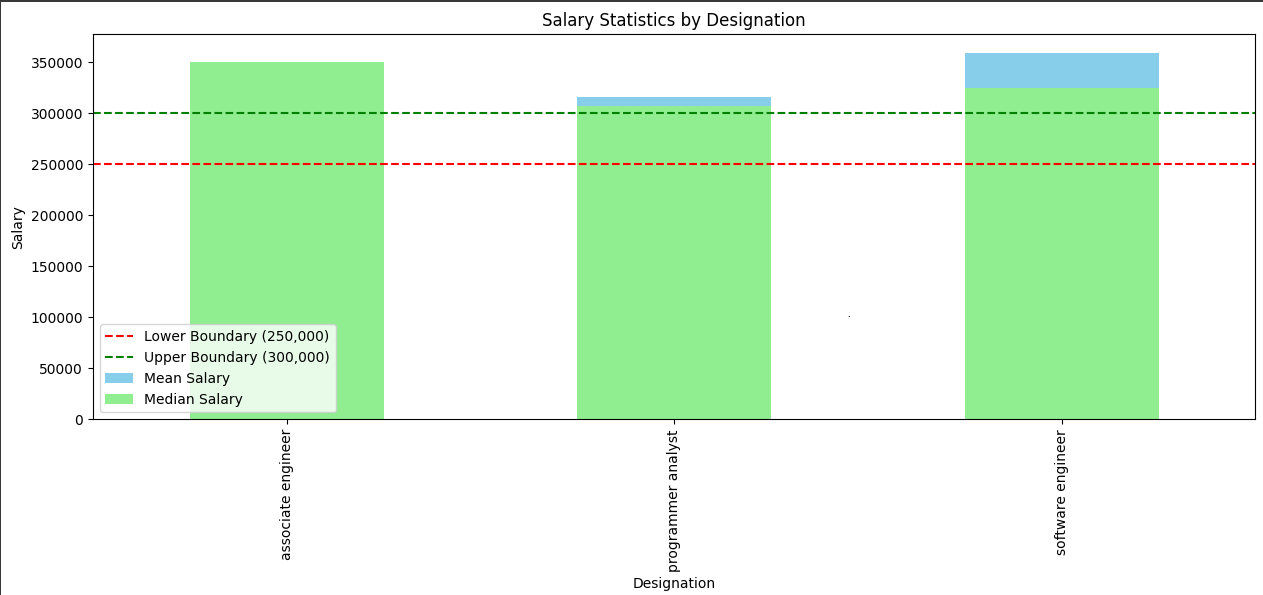 Salary Statistics by Designation
Salary
350000
300000
250000
200000
150000
100000
50000
0
Lower Boundary (250,000)
Upper Boundary (300,000)
Mean Salary
Median Salary
associate engineer
programmer analyst
software engineer
Designation